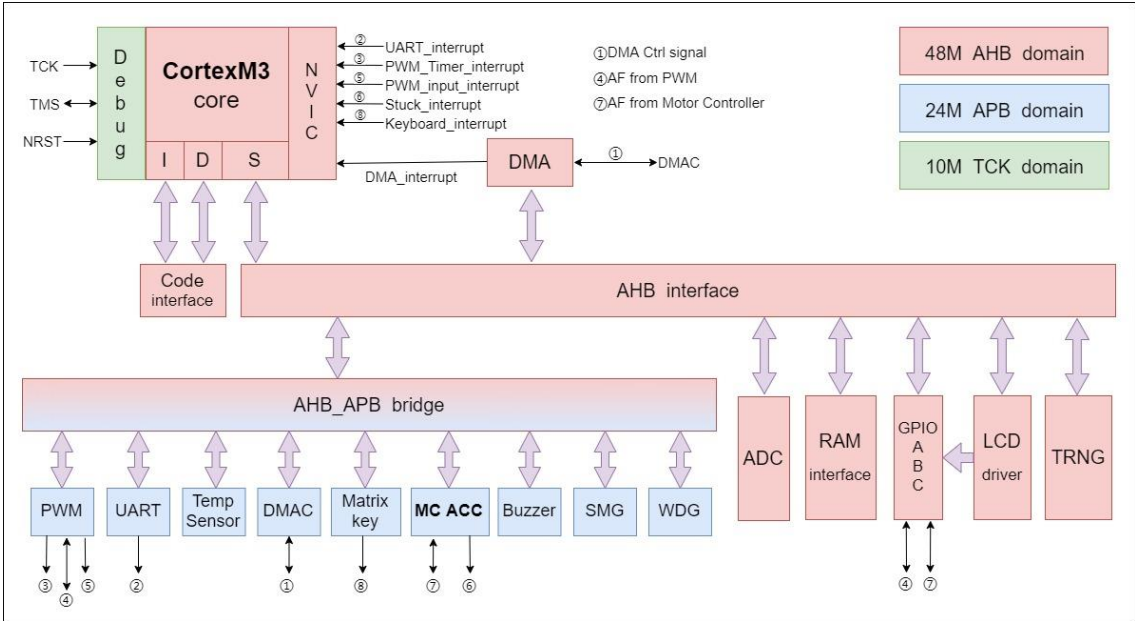 TCK
TMS
NRST
Debug
CortexM3
core
I D S
NVIC
② UART_interrupt
③ PWM_Timer_interrupt
⑤ PWM_input_interrupt
⑥ Stuck_interrupt
⑧ Keyboard_interrupt
DMA_interrupt
DMA
① DMAC
①DMA Ctrl signal
④AF from PWM
⑦AF from Motor Controller
48M AHB domain
24M APB domain
10M TCK domain
Code
interface
AHB interface
AHB_APB bridge
PWM
UART
Temp
Sensor
DMAC
Matrix
key
MC ACC
Buzzer
SMG
WDG
③ ④ ⑤
②
①
⑧
⑦ ⑥
ADC
RAM
interface
GPIO
A
B
C
LCD
driver
TRNG
④ ⑦